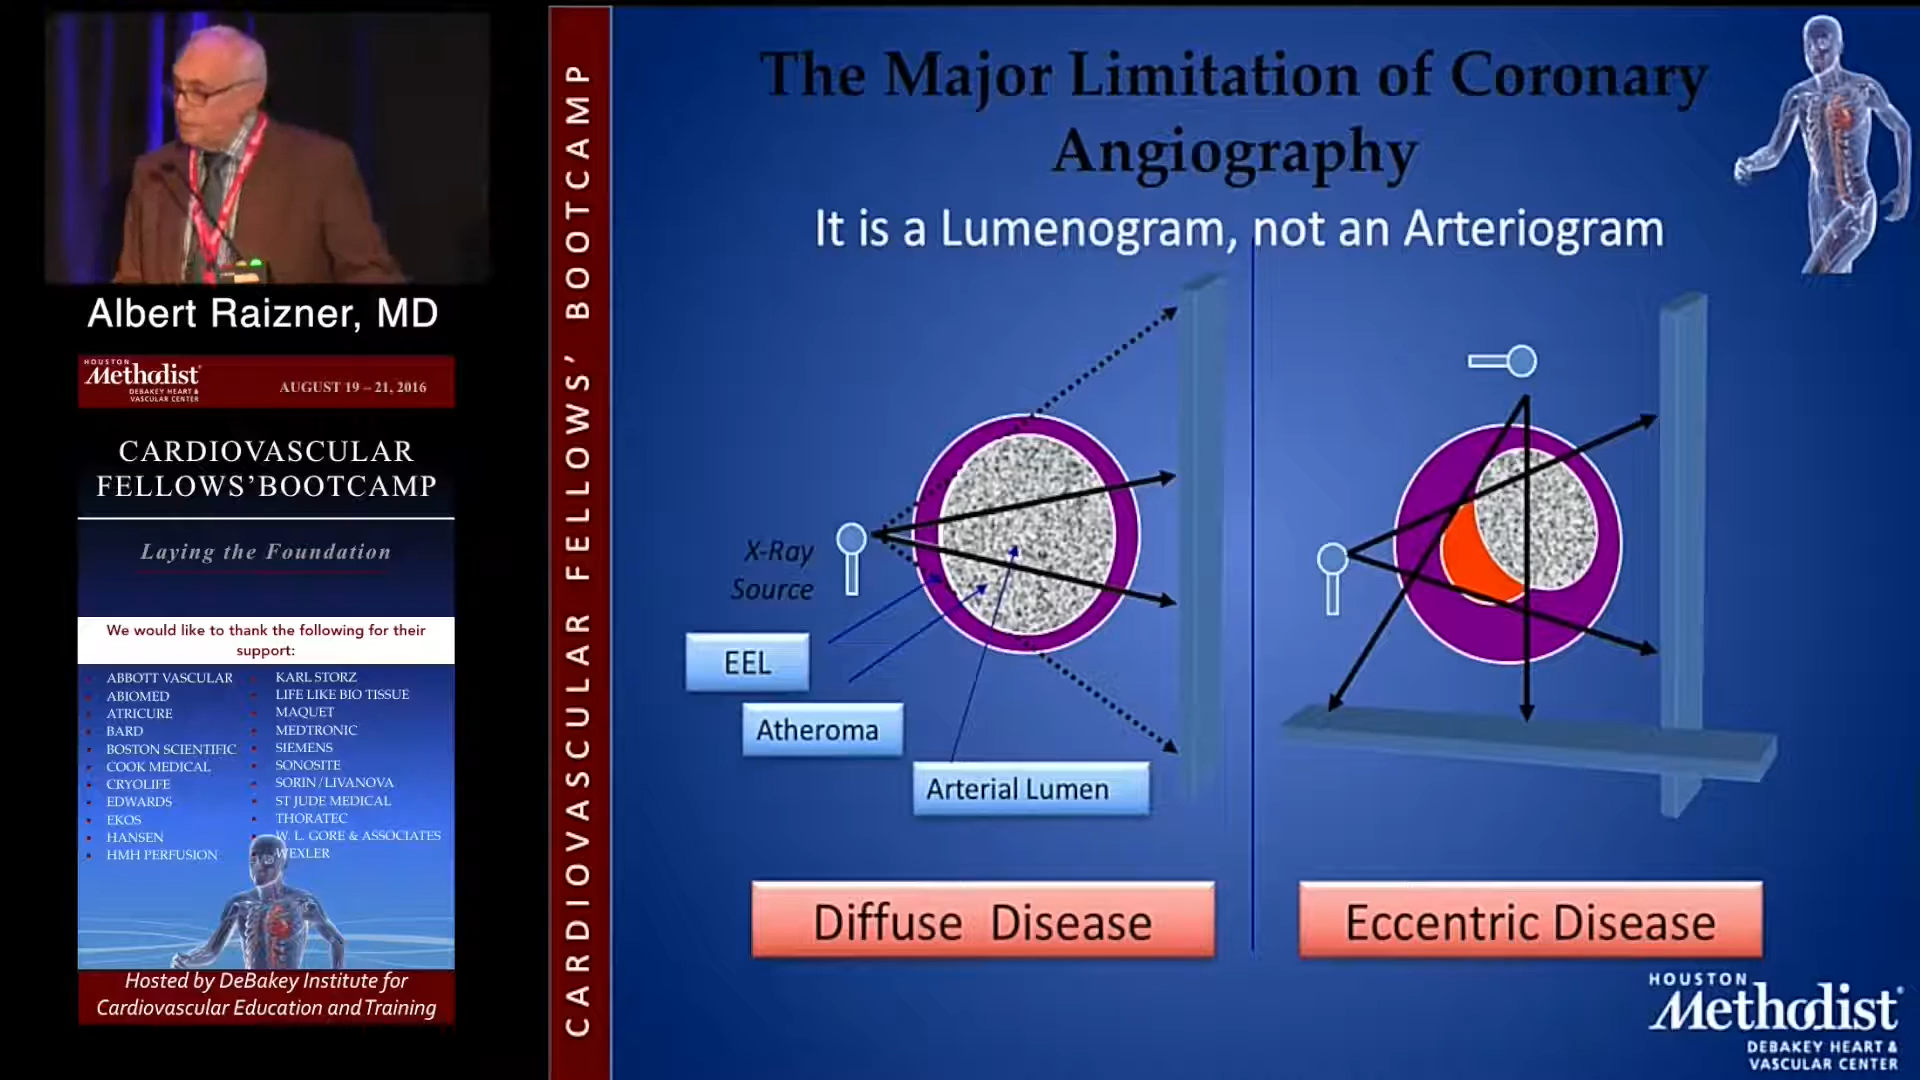 Albert Raizner, MD
HOUSTON
Methodist
DEBAKEY HEART &
VASCULAR CENTER
AUGUST 19 – 21, 2016
CARDIOVASCULAR
FELLOWS' BOOTCAMP
Laying the Foundation
We would like to thank the following for their
support:
ABBOTT VASCULAR
ABIOMED
ATRICURE
BARD
BOSTON SCIENTIFIC
COOK MEDICAL
CRYOLIFE
EDWARDS
EKOS
HANSEN
HMH PERFUSION
KARL STORZ
LIFE LIKE BIO TISSUE
MAQUET
MEDTRONIC
SIEMENS
SONOSITE
SORIN/LIVANOVA
ST JUDE MEDICAL
THORATEC
W. L. GORE & ASSOCIATES
WEXLER
Hosted by DeBakey Institute for
Cardiovascular Education and Training
CARDIOVASCULAR FELLOWS' BOOTCAMP
The Major Limitation of Coronary
Angiography
It is a Lumenogram, not an Arteriogram
X-Ray
Source
EEL
Atheroma
Arterial Lumen
Diffuse Disease
Eccentric Disease
HOUSTON
Methodist
DEBAKEY HEART &
VASCULAR CENTER